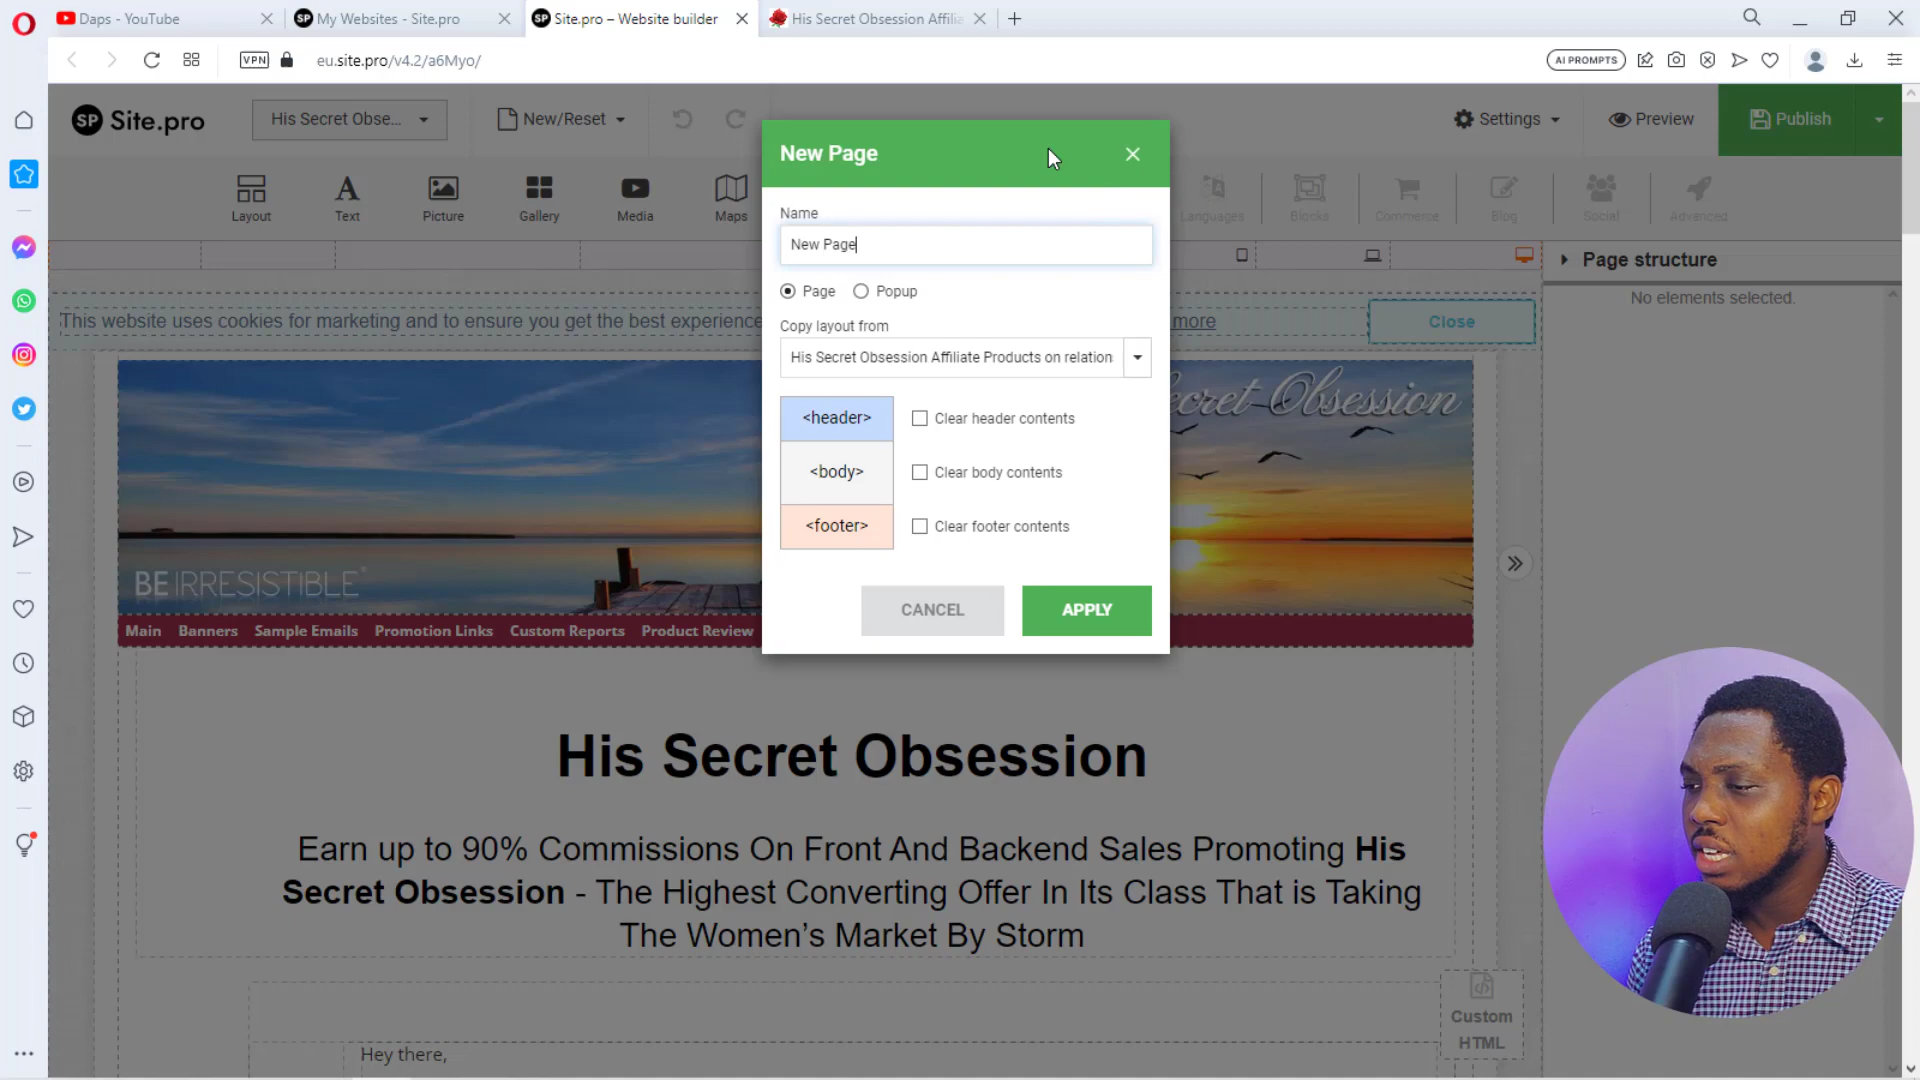 Daps - YouTube
My Websites - Site.pro
Site.pro – Website builder
His Secret Obsession Affilia
VPN
eu.site.pro/v4.2/a6Myo/
AI PROMPTS
SP Site.pro
His Secret Obse...
New/Reset
Settings
Preview
Publish
New Page
Layout
Text
Picture
Gallery
Media
Maps
Languages
Blocks
Commerce
Blog
Social
Advanced
Name
New Page
Page
Popup
Page structure
No elements selected.
This website uses cookies for marketing and to ensure you get the best experience
more
Close
Copy layout from
His Secret Obsession Affiliate Products on relation
<header>
Clear header contents
<body>
Clear body contents
<footer>
Clear footer contents
CANCEL
APPLY
ecret Obsession
BE IRRESISTIBLE
Main
Banners
Sample Emails
Promotion Links
Custom Reports
Product Review
His Secret Obsession
Earn up to 90% Commissions On Front And Backend Sales Promoting His
Secret Obsession - The Highest Converting Offer In Its Class That is Taking
The Women’s Market By Storm
Custom
HTML
Hey there,